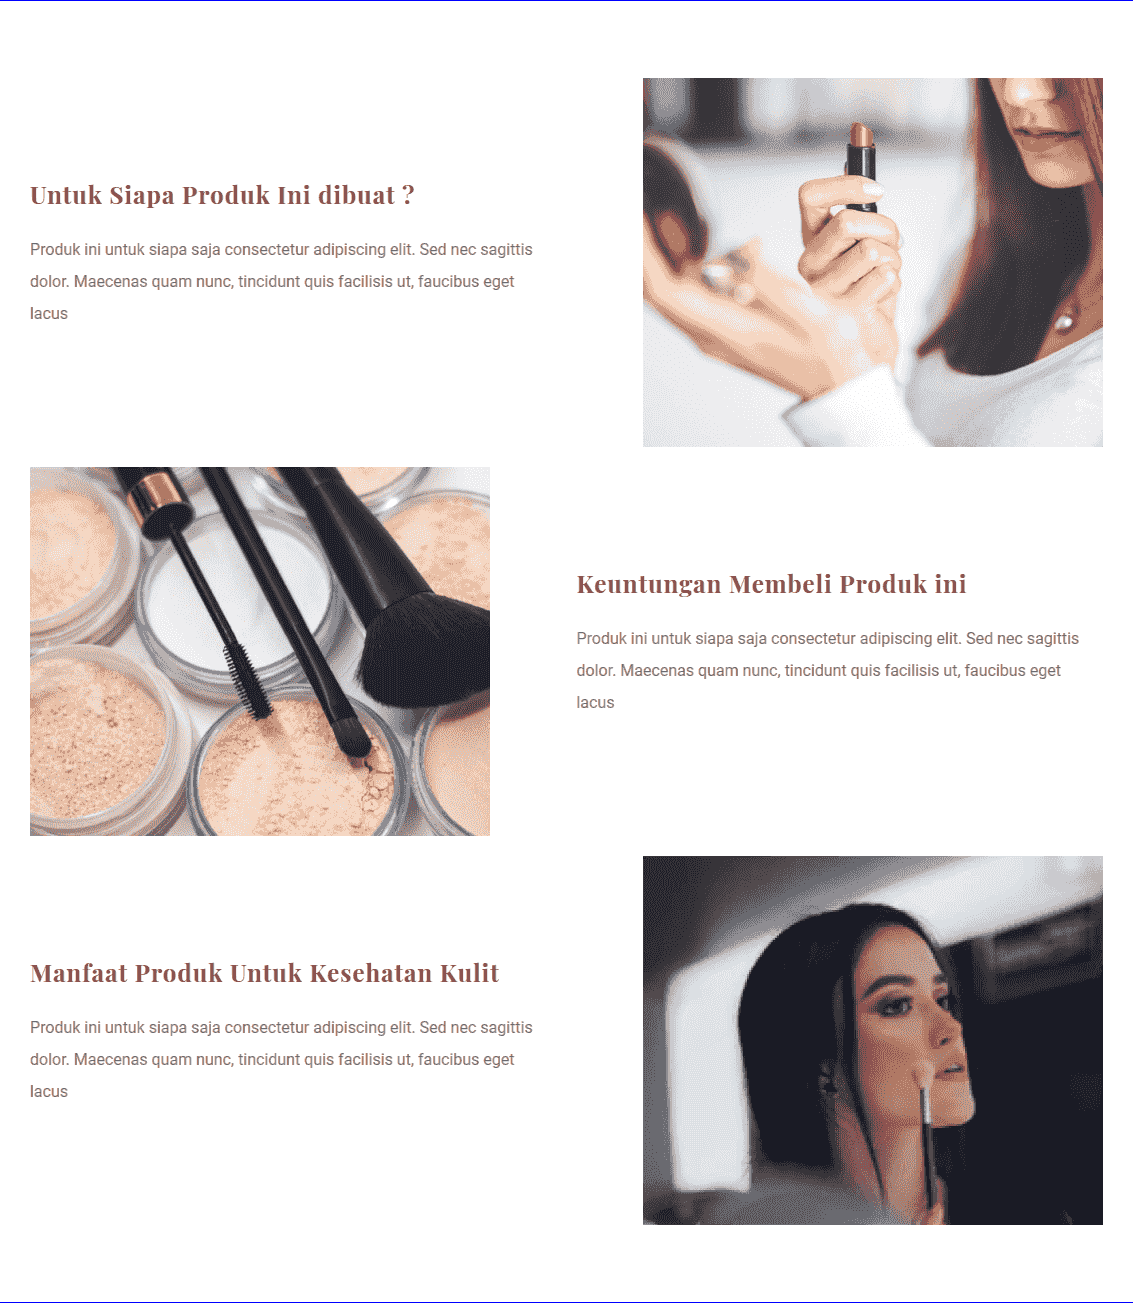 Untuk Siapa Produk Ini dibuat ?
Produk ini untuk siapa saja consectetur adipiscing elit. Sed nec sagittis
dolor. Maecenas quam nunc, tincidunt quis facilisis ut, faucibus eget
lacus
Keuntungan Membeli Produk ini
Produk ini untuk siapa saja consectetur adipiscing elit. Sed nec sagittis
dolor. Maecenas quam nunc, tincidunt quis facilisis ut, faucibus eget
lacus
Manfaat Produk Untuk Kesehatan Kulit
Produk ini untuk siapa saja consectetur adipiscing elit. Sed nec sagittis
dolor. Maecenas quam nunc, tincidunt quis facilisis ut, faucibus eget
lacus